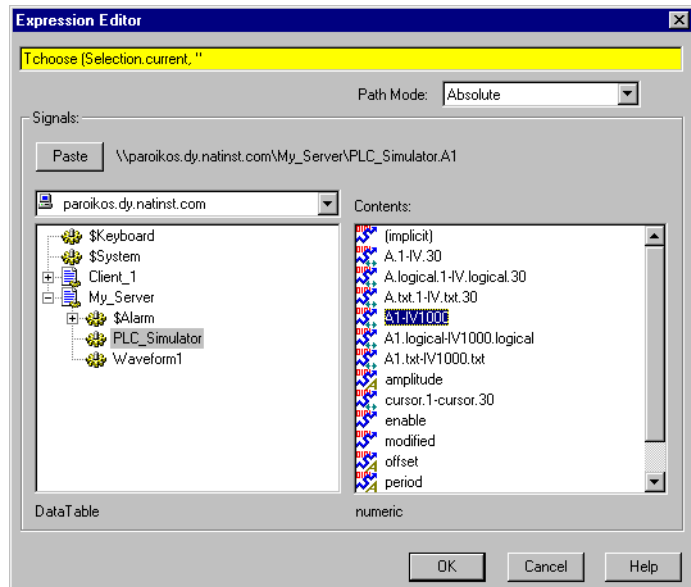 Expression Editor
Tchoose (Selection.current, "
Path Mode: Absolute
Signals:
Paste \\paroikos.dy.natinst.com\My_Server\PLC_Simulator.A1
paroikos.dy.natinst.com
Contents:
$Keyboard
$System
Client_1
My_Server
$Alarm
PLC_Simulator
Waveform1
(implicit)
A.1-IV.30
A.logical.1-IV.logical.30
A.txt.1-IV.txt.30
A1-IV1000
A1.logical-IV1000.logical
A1.txt-IV1000.txt
amplitude
cursor.1-cursor.30
enable
modified
offset
period
DataTable
numeric
OK Cancel Help